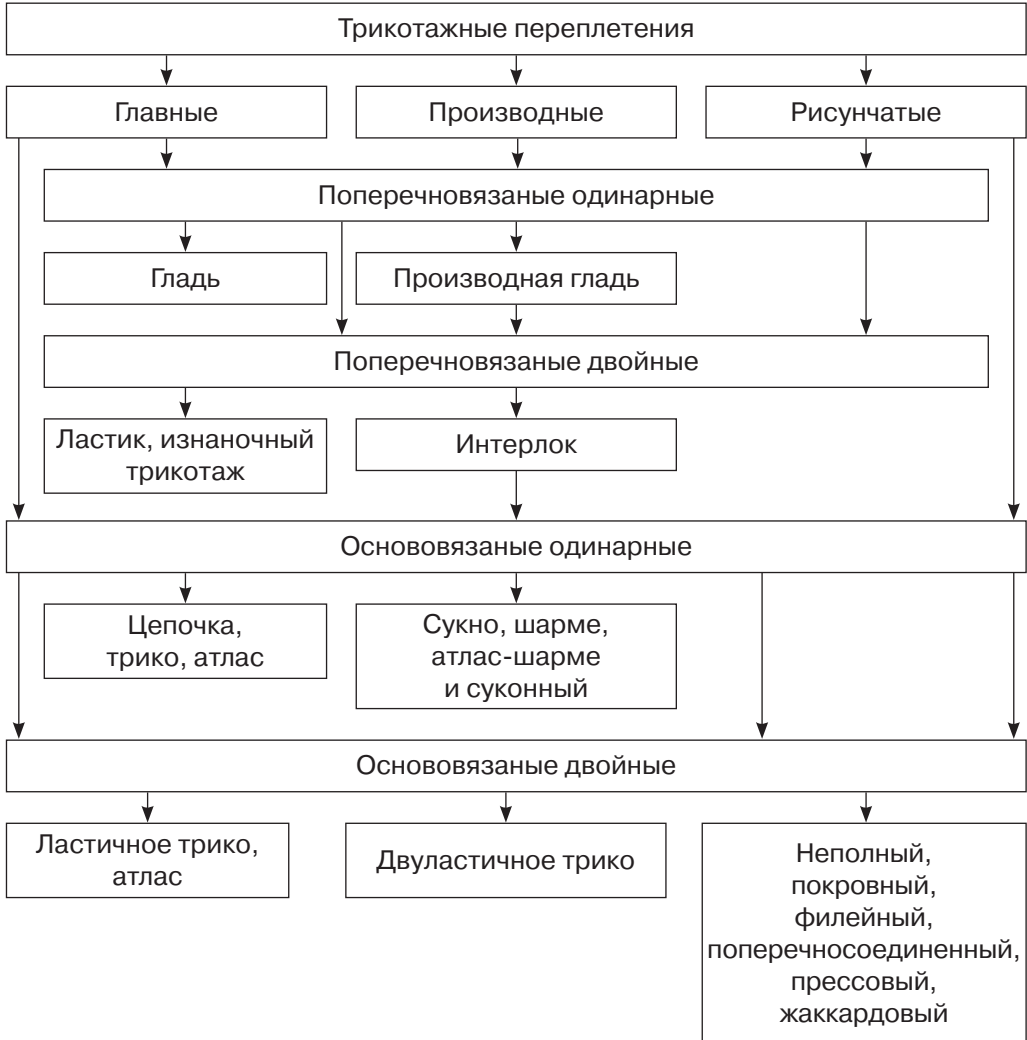 Трикотажные переплетения
Главные
Производные
Рисунчатые
Поперечновязаные одинарные
Гладь
Производная гладь
Поперечновязаные двойные
Ластик, изнаночный
трикотаж
Интерлок
Основовязаные одинарные
Цепочка,
трико, атлас
Сукно, шарме,
атлас-шарме
и суконный
Основовязаные двойные
Ластичное трико,
атлас
Двуластичное трико
Неполный,
покровный,
филейный,
поперечносоединенный,
прессовый,
жаккардовый